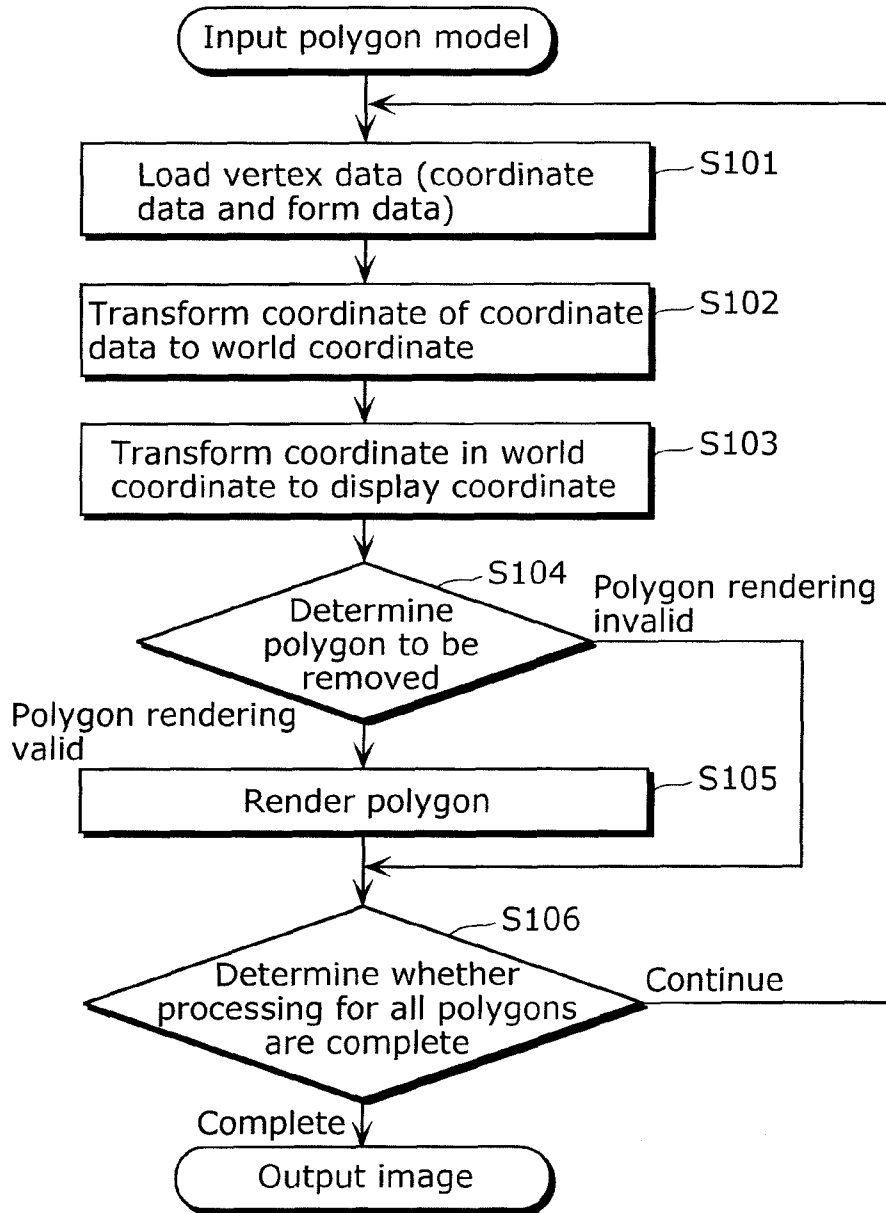 Input polygon model
Load vertex data (coordinate
data and form data)
S101
Transform coordinate of coordinate
data to world coordinate
S102
Transform coordinate in world
coordinate to display coordinate
S103
S104
Determine
polygon to be
removed
Polygon rendering
invalid
Polygon rendering
valid
Render polygon
S105
S106
Determine whether
processing for all polygons
are complete
Continue
Complete
Output image